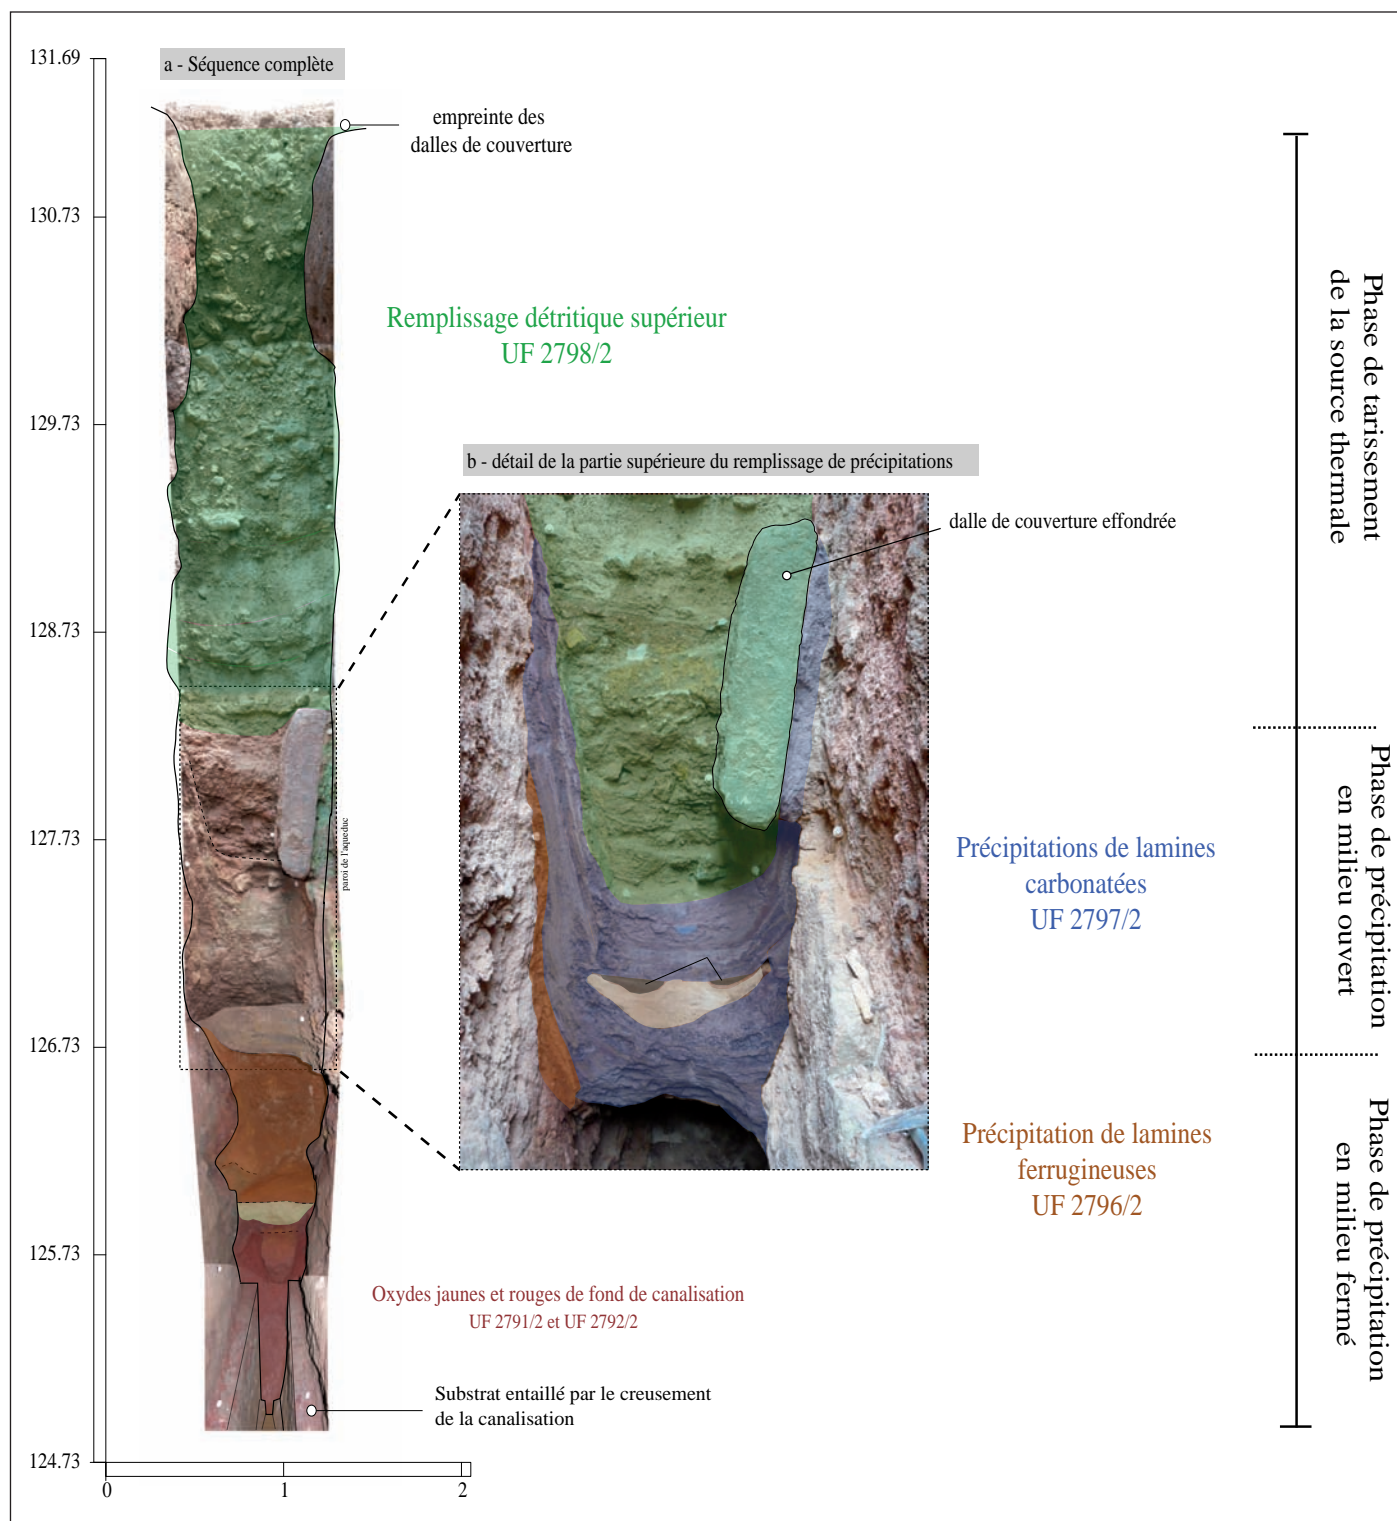 131.69
130.73
129.73
128.73
127.73
126.73
125.73
124.73
0
1
2
a - Séquence complète
empreinte des
dalles de couverture
Remplissage détritique supérieur
UF 2798/2
b - détail de la partie supérieure du remplissage de précipitations
dalle de couverture effondrée
paroi de l'aqueduc
Précipitations de lamines
carbonatées
UF 2797/2
Précipitation de lamines
ferrugineuses
UF 2796/2
Oxydes jaunes et rouges de fond de canalisation
UF 2791/2 et UF 2792/2
Substrat entaillé par le creusement
de la canalisation
Phase de tarissement
de la source thermale
Phase de précipitation
en milieu ouvert
Phase de précipitation
en milieu fermé